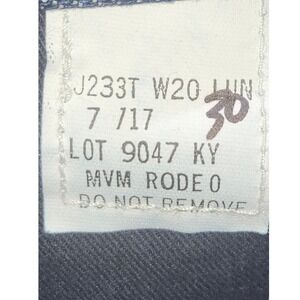 J233T W20 LUN
7 /17 30
LOT 9047 KY
MVM RODEO
DO NOT REMOVE